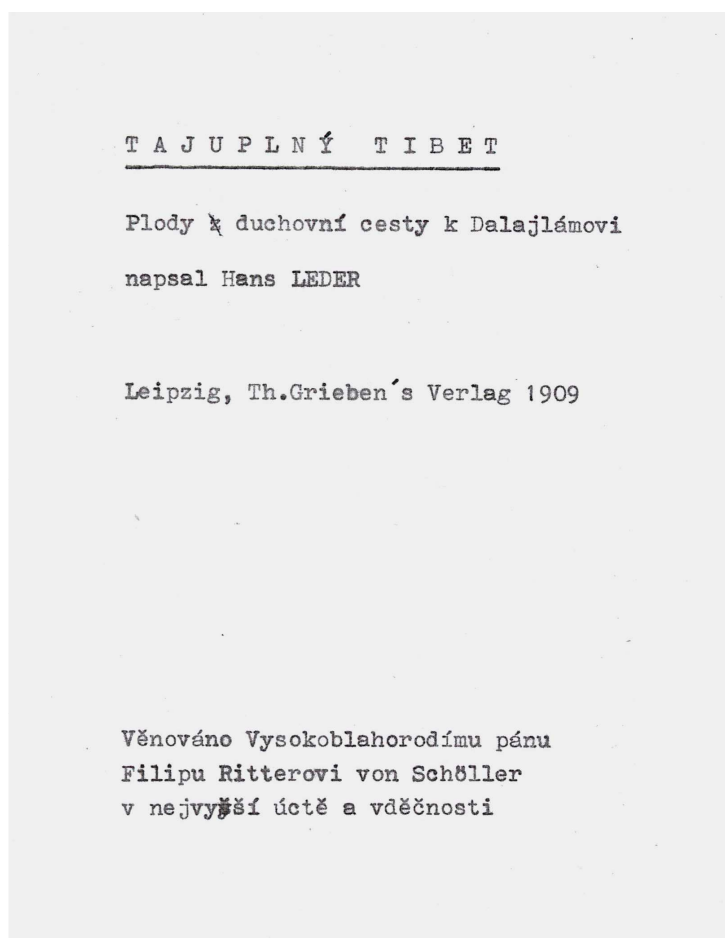 T A J U P L N Ý   T I B E T
Plody duchovní cesty k Dalajlámovi
napsal Hans LEDER
Leipzig, Th.Grieben´s Verlag 1909
Věnováno Vysokoblahorodímu pánu
Filipu Ritterovi von Schöller
v nejvyšší úctě a vděčnosti